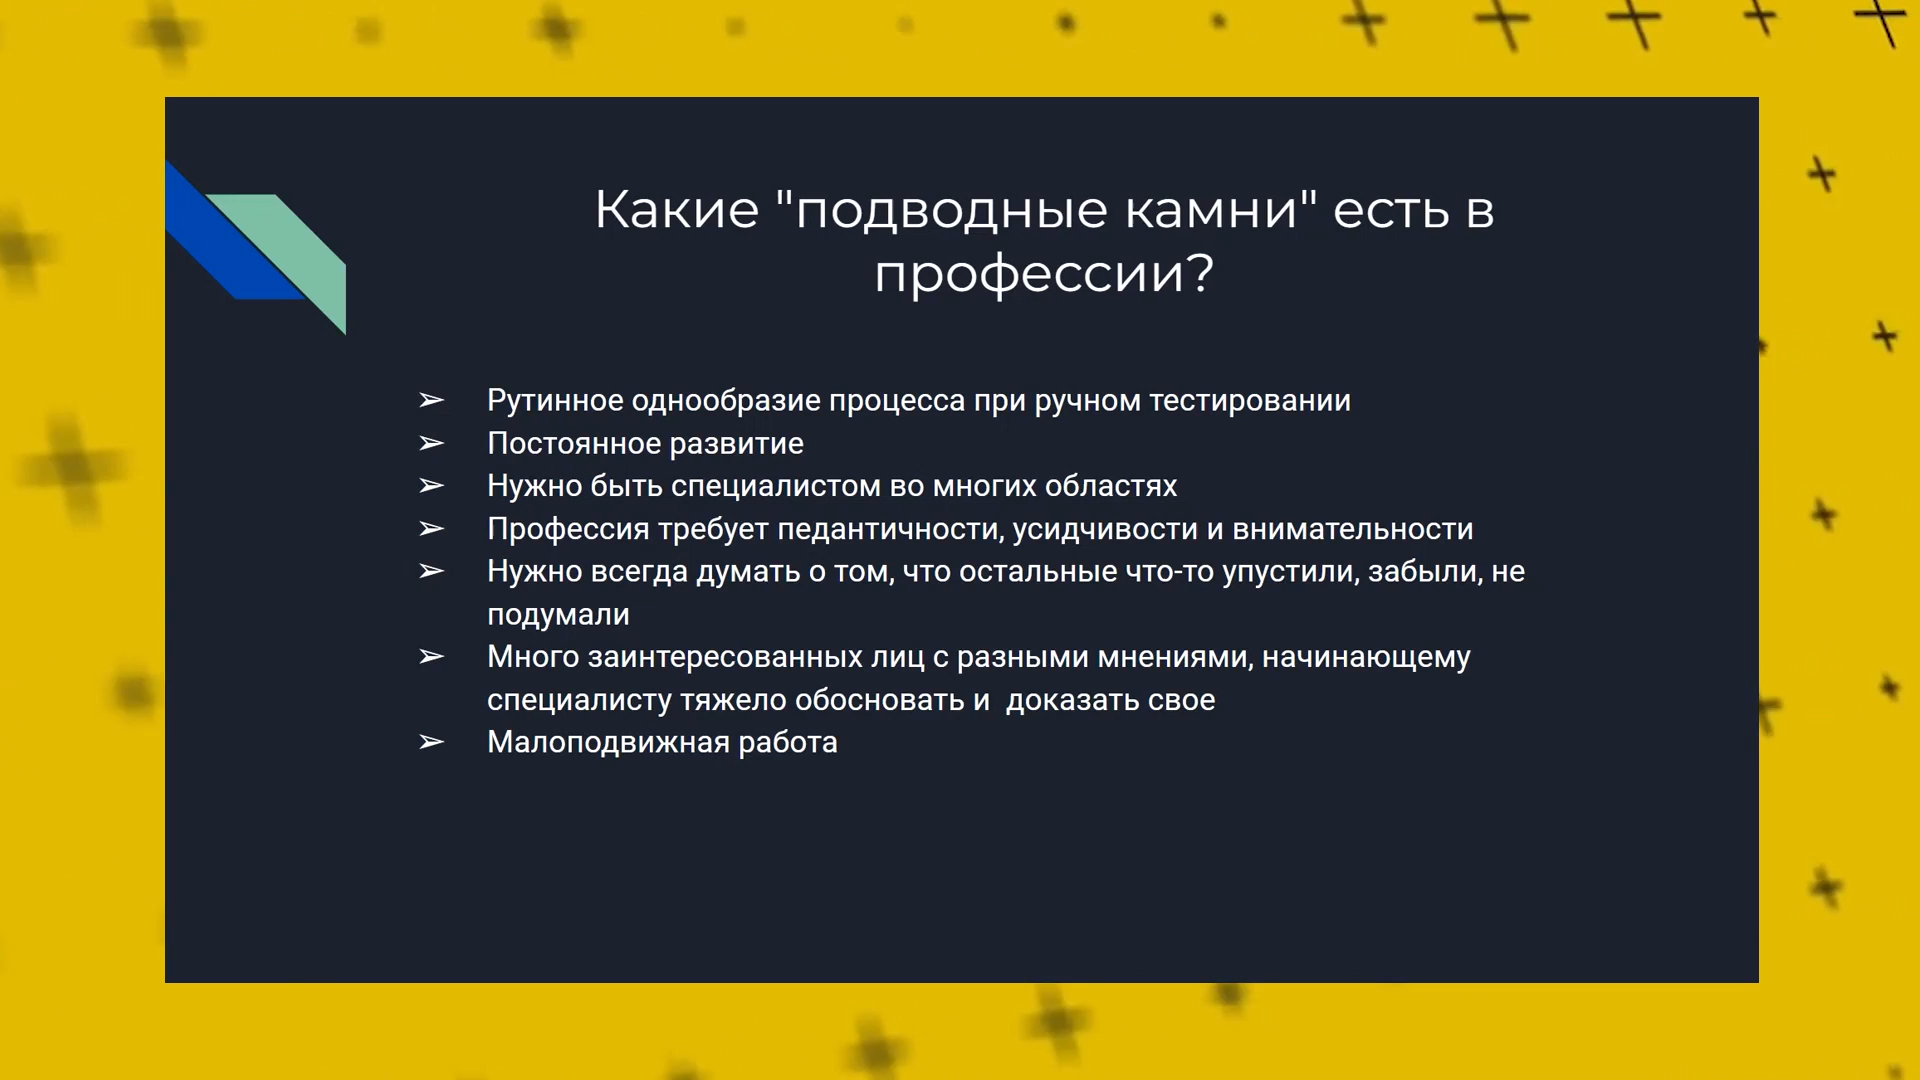 Какие "подводные камни" есть в
профессии?
➢ Рутинное однообразие процесса при ручном тестировании
➢ Постоянное развитие
➢ Нужно быть специалистом во многих областях
➢ Профессия требует педантичности, усидчивости и внимательности
➢ Нужно всегда думать о том, что остальные что-то упустили, забыли, не
подумали
➢ Много заинтересованных лиц с разными мнениями, начинающему
специалисту тяжело обосновать и  доказать свое
➢ Малоподвижная работа